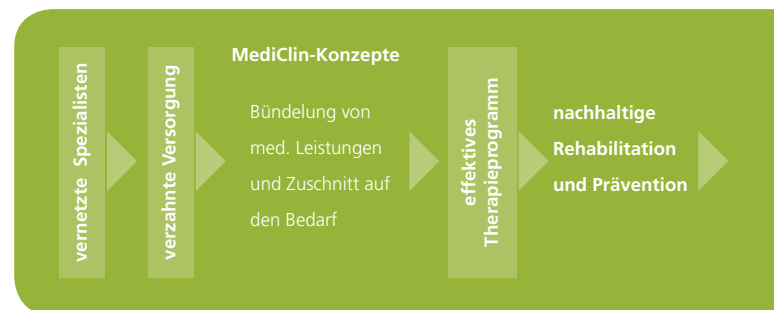 vernetzte Spezialisten
verzahnte Versorgung
MediClin-Konzepte
Bündelung von
med. Leistungen
und Zuschnitt auf
den Bedarf
effektives
Therapieprogramm
nachhaltige
Rehabilitation
und Prävention